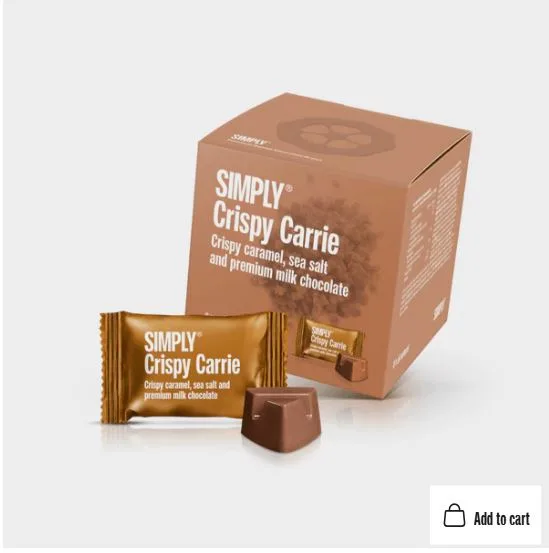 SIMPLY
SIMPLY®
Crispy Carrie
Crispy caramel, sea salt
and premium milk chocolate
SIMPLY
Crispy Carrie
SIMPLY
SIMPLY®
Crispy Carrie
Crispy caramel, sea salt and
premium milk chocolate
Add to cart